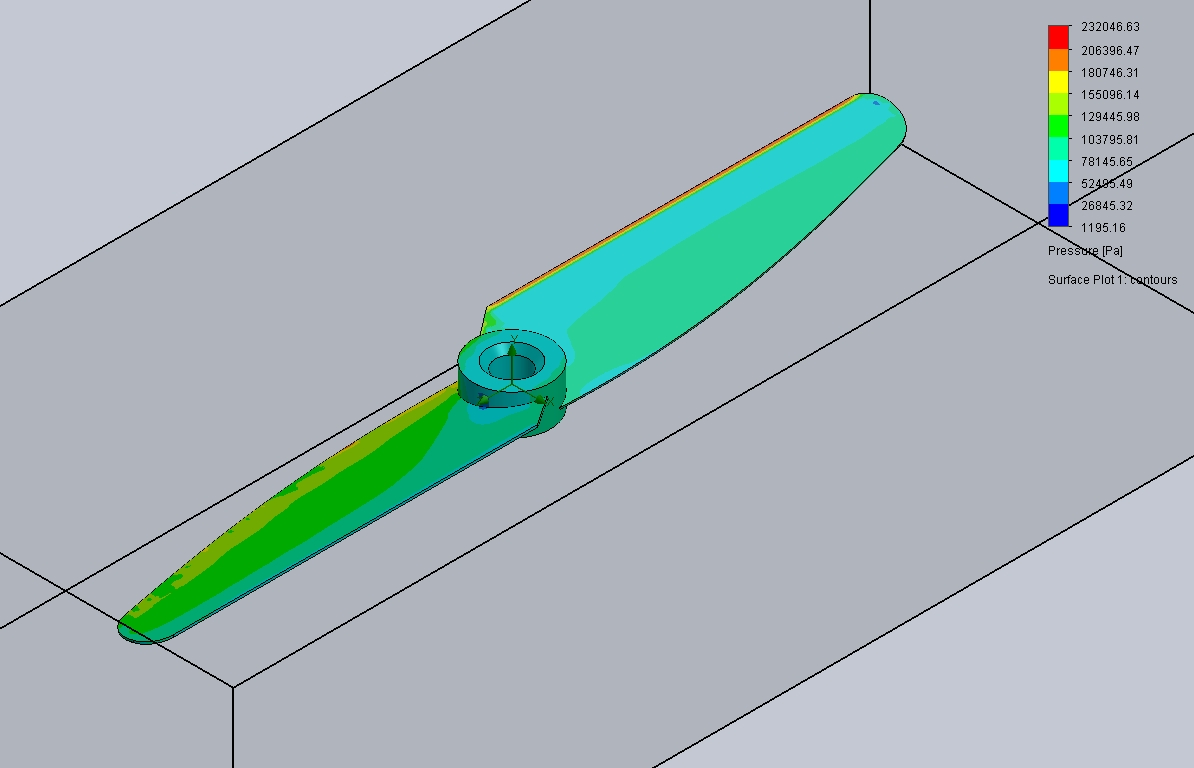 232046.63
206396.47
180746.31
155096.14
129445.98
103795.81
78145.65
52495.49
26845.32
1195.16
Pressure [Pa]
Surface Plot 1: contours
Y
X